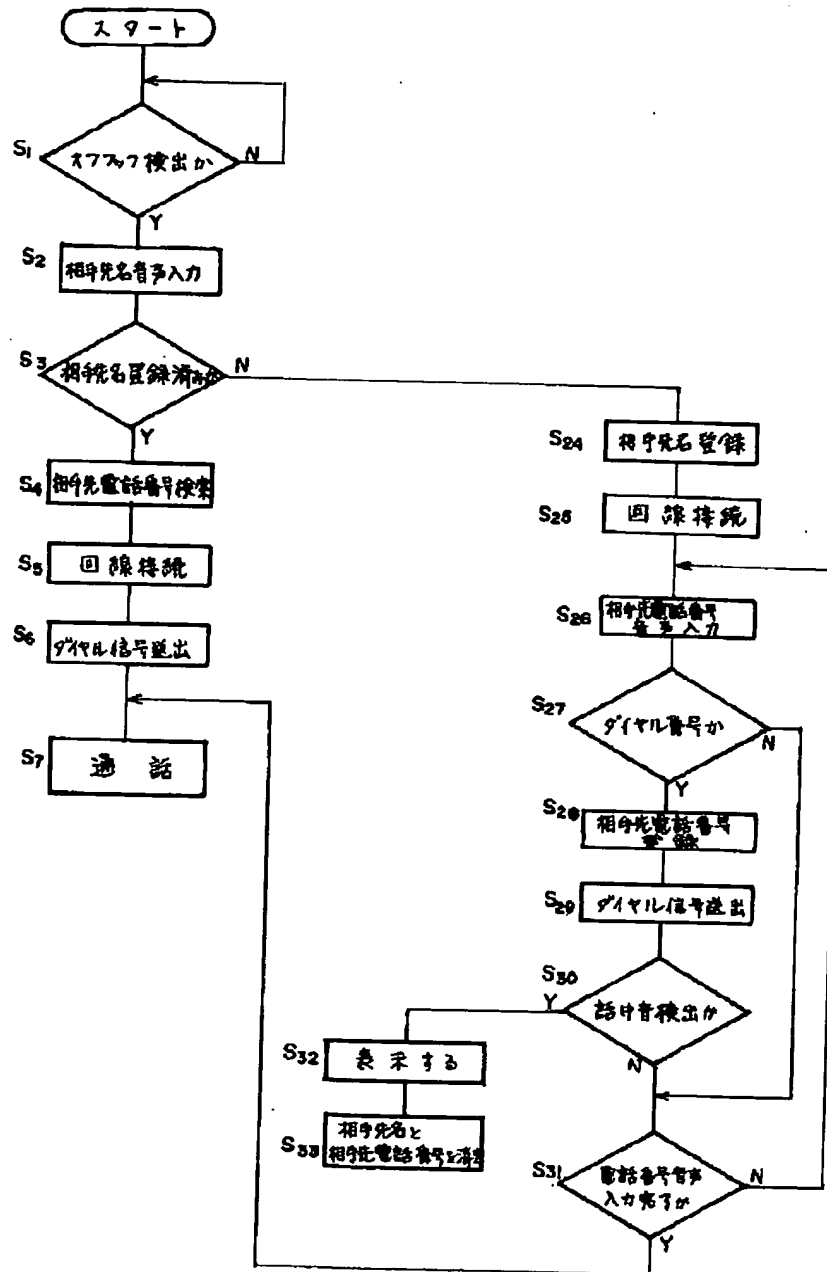 スタート
S1
オフフック検出か
N
Y
S2
相手先名音声入力
S3
相手先名登録済みか
N
Y
S4
相手先電話番号検索
S5
回線接続
S6
ダイヤル信号送出
S7
通話
S24
相手先名登録
S25
回線接続
S26
相手先電話番号
音声入力
S27
ダイヤル番号か
N
Y
S28
相手先電話番号
登録
S29
ダイヤル信号送出
S30
話中音検出か
Y
N
S32
表示する
S33
相手先名と
相手先電話番号を消去
S31
電話番号音声
入力完了か
N
Y